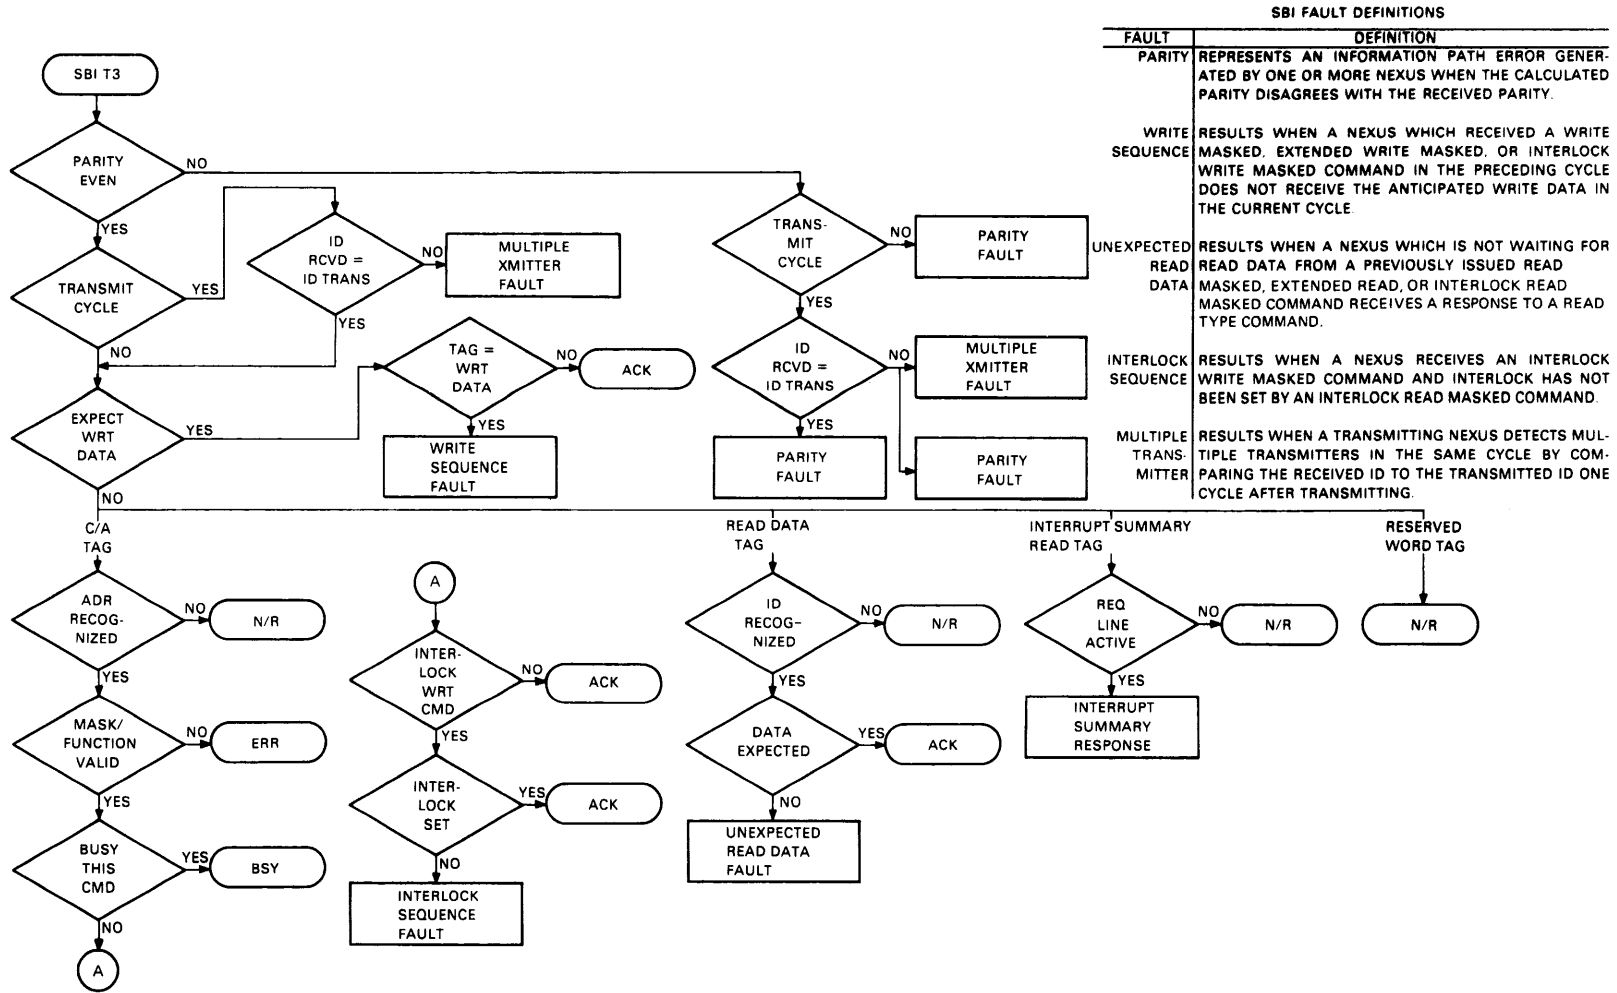 SBI FAULT DEFINITIONS
FAULT DEFINITION
PARITY REPRESENTS AN INFORMATION PATH ERROR GENER-
ATED BY ONE OR MORE NEXUS WHEN THE CALCULATED
PARITY DISAGREES WITH THE RECEIVED PARITY.
WRITE RESULTS WHEN A NEXUS WHICH RECEIVED A WRITE
SEQUENCE MASKED, EXTENDED WRITE MASKED, OR INTERLOCK
WRITE MASKED COMMAND IN THE PRECEDING CYCLE
DOES NOT RECEIVE THE ANTICIPATED WRITE DATA IN
THE CURRENT CYCLE.
UNEXPECTED RESULTS WHEN A NEXUS WHICH IS NOT WAITING FOR
READ READ DATA FROM A PREVIOUSLY ISSUED READ
DATA MASKED, EXTENDED READ, OR INTERLOCK READ
MASKED COMMAND RECEIVES A RESPONSE TO A READ
TYPE COMMAND.
INTERLOCK RESULTS WHEN A NEXUS RECEIVES AN INTERLOCK
SEQUENCE WRITE MASKED COMMAND AND INTERLOCK HAS NOT
BEEN SET BY AN INTERLOCK READ MASKED COMMAND.
MULTIPLE RESULTS WHEN A TRANSMITTING NEXUS DETECTS MUL-
TRANS- TIPLE TRANSMITTERS IN THE SAME CYCLE BY COM-
MITTER PARING THE RECEIVED ID TO THE TRANSMITTED ID ONE
CYCLE AFTER TRANSMITTING.
SBI T3
PARITY
EVEN
NO
YES
TRANSMIT
CYCLE
YES
NO
ID
RCVD =
ID TRANS
NO
YES
MULTIPLE
XMITTER
FAULT
EXPECT
WRT
DATA
YES
NO
TAG =
WRT
DATA
NO
ACK
YES
WRITE
SEQUENCE
FAULT
TRANS-
MIT
CYCLE
NO
PARITY
FAULT
YES
ID
RCVD =
ID TRANS
NO
MULTIPLE
XMITTER
FAULT
YES
PARITY
FAULT
PARITY
FAULT
C/A
TAG
ADR
RECOG-
NIZED
NO
N/R
YES
MASK/
FUNCTION
VALID
NO
ERR
YES
BUSY
THIS
CMD
YES
BSY
NO
A
A
INTER-
LOCK
WRT
CMD
NO
ACK
YES
INTER-
LOCK
SET
YES
ACK
NO
INTERLOCK
SEQUENCE
FAULT
READ DATA
TAG
ID
RECOG-
NIZED
NO
N/R
YES
DATA
EXPECTED
YES
ACK
NO
UNEXPECTED
READ DATA
FAULT
INTERRUPT SUMMARY
READ TAG
REQ
LINE
ACTIVE
NO
N/R
YES
INTERRUPT
SUMMARY
RESPONSE
RESERVED
WORD TAG
N/R